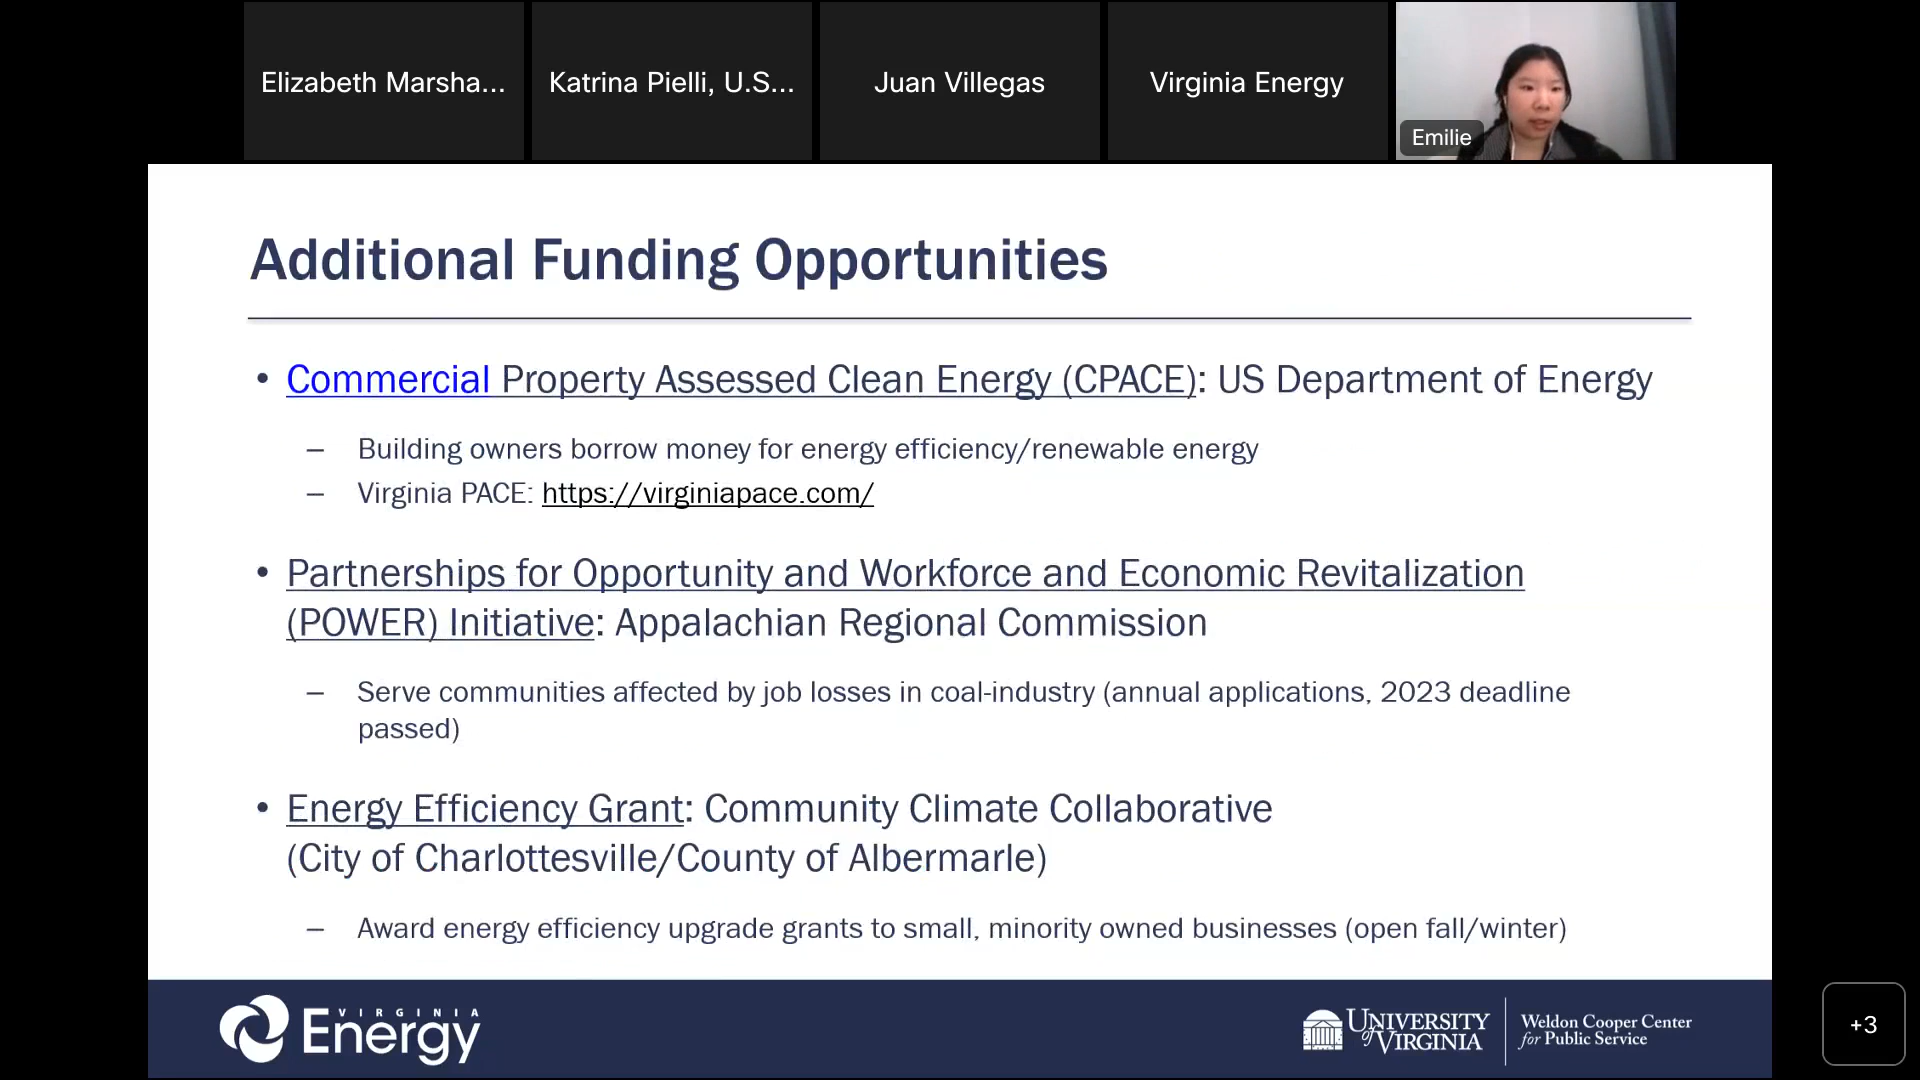 Elizabeth Marsha...
Katrina Pielli, U.S...
Juan Villegas
Virginia Energy
Emilie
Additional Funding Opportunities
• Commercial Property Assessed Clean Energy (CPACE): US Department of Energy
– Building owners borrow money for energy efficiency/renewable energy
– Virginia PACE: https://virginiapace.com/
• Partnerships for Opportunity and Workforce and Economic Revitalization
(POWER) Initiative: Appalachian Regional Commission
– Serve communities affected by job losses in coal-industry (annual applications, 2023 deadline
passed)
• Energy Efficiency Grant: Community Climate Collaborative
(City of Charlottesville/County of Albermarle)
– Award energy efficiency upgrade grants to small, minority owned businesses (open fall/winter)
VIRGINIA
Energy
UNIVERSITY
of VIRGINIA
Weldon Cooper Center
for Public Service
+3